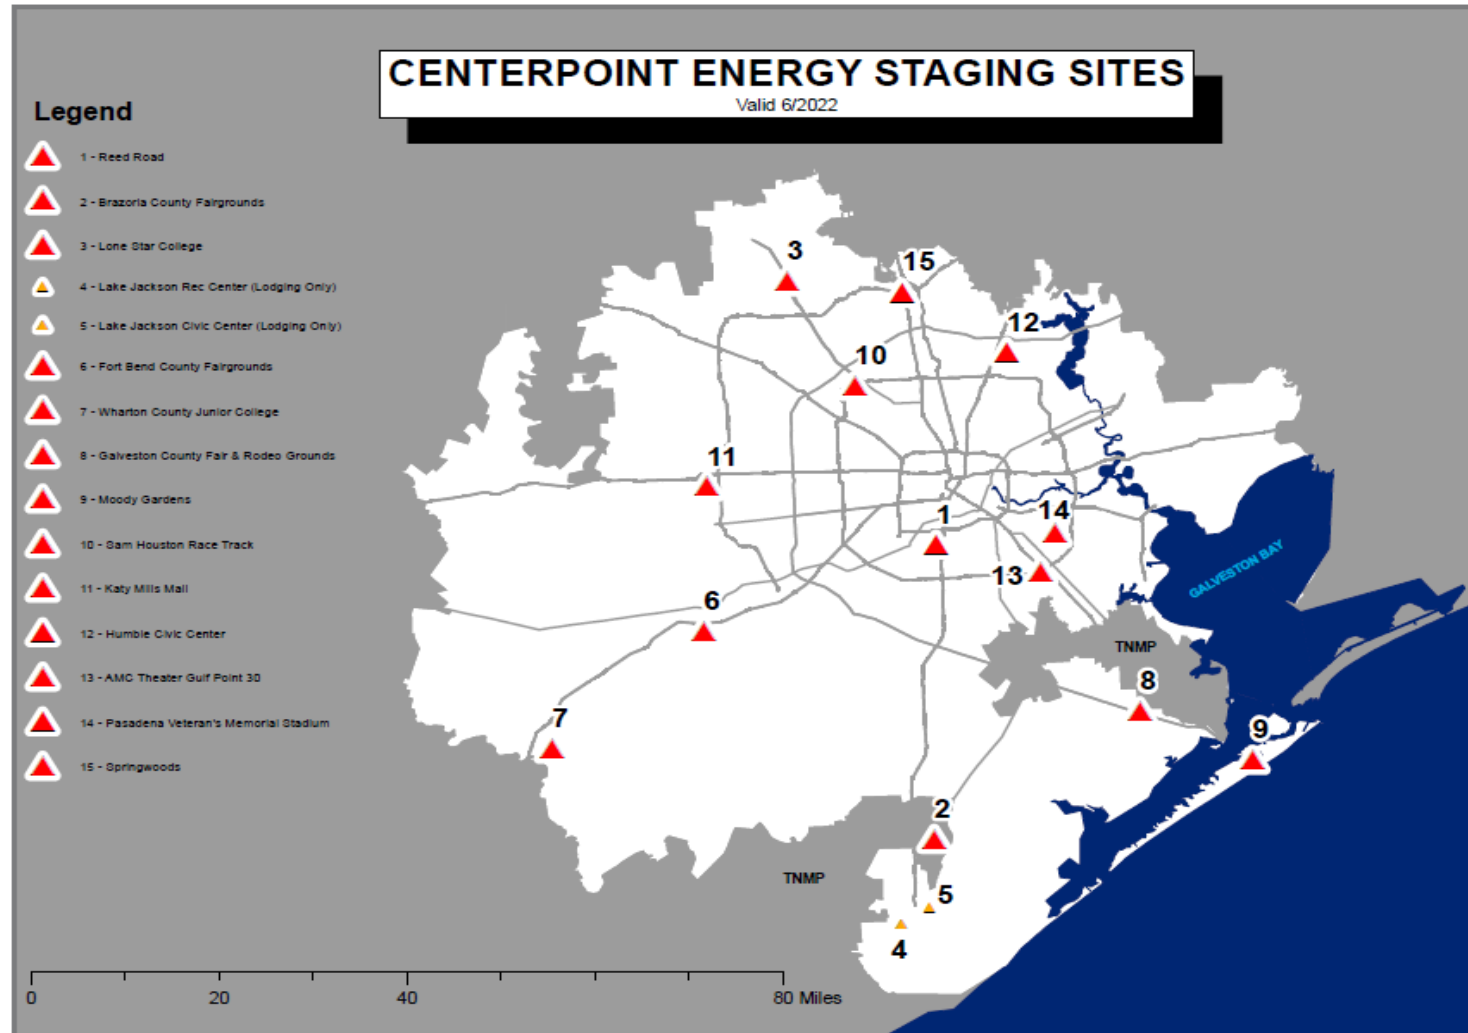 CENTERPOINT ENERGY STAGING SITES
Valid 6/2022
Legend
1 - Reed Road
2 - Brazoria County Fairgrounds
3 - Lone Star College
4 - Lake Jackson Rec Center (Lodging Only)
5 - Lake Jackson Civic Center (Lodging Only)
6 - Fort Bend County Fairgrounds
7 - Wharton County Junior College
8 - Galveston County Fair & Rodeo Grounds
9 - Moody Gardens
10 - Sam Houston Race Track
11 - Katy Mills Mall
12 - Humble Civic Center
13 - AMC Theater Gulf Point 30
14 - Pasadena Veteran's Memorial Stadium
15 - Springwoods
3
15
12
10
11
1
14
13
GALVESTON BAY
6
TNMP
8
7
9
2
TNMP
5
4
0 20 40 80 Miles